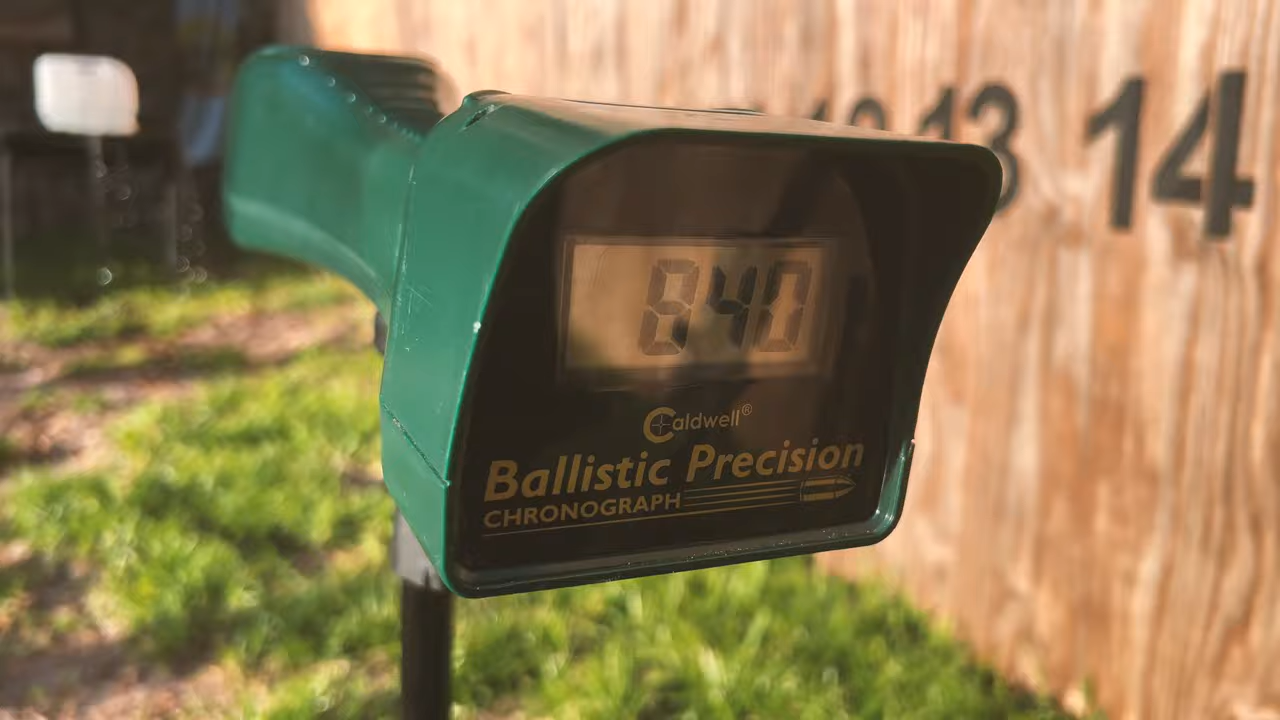 13
14
840
Caldwell®
Ballistic Precision
CHRONOGRAPH